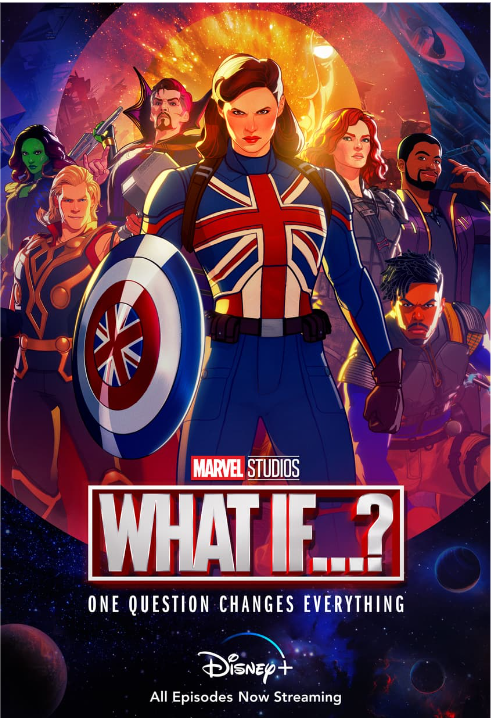 MARVEL STUDIOS
WHAT IF...?
ONE QUESTION CHANGES EVERYTHING
Disney+
All Episodes Now Streaming